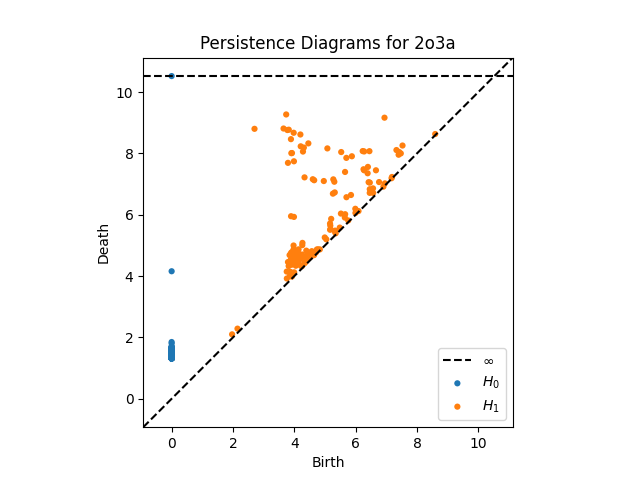 Persistence Diagrams for 2o3a
Death
10
8
6
4
2
0
0 2 4 6 8 10
Birth
∞
H₀
H₁